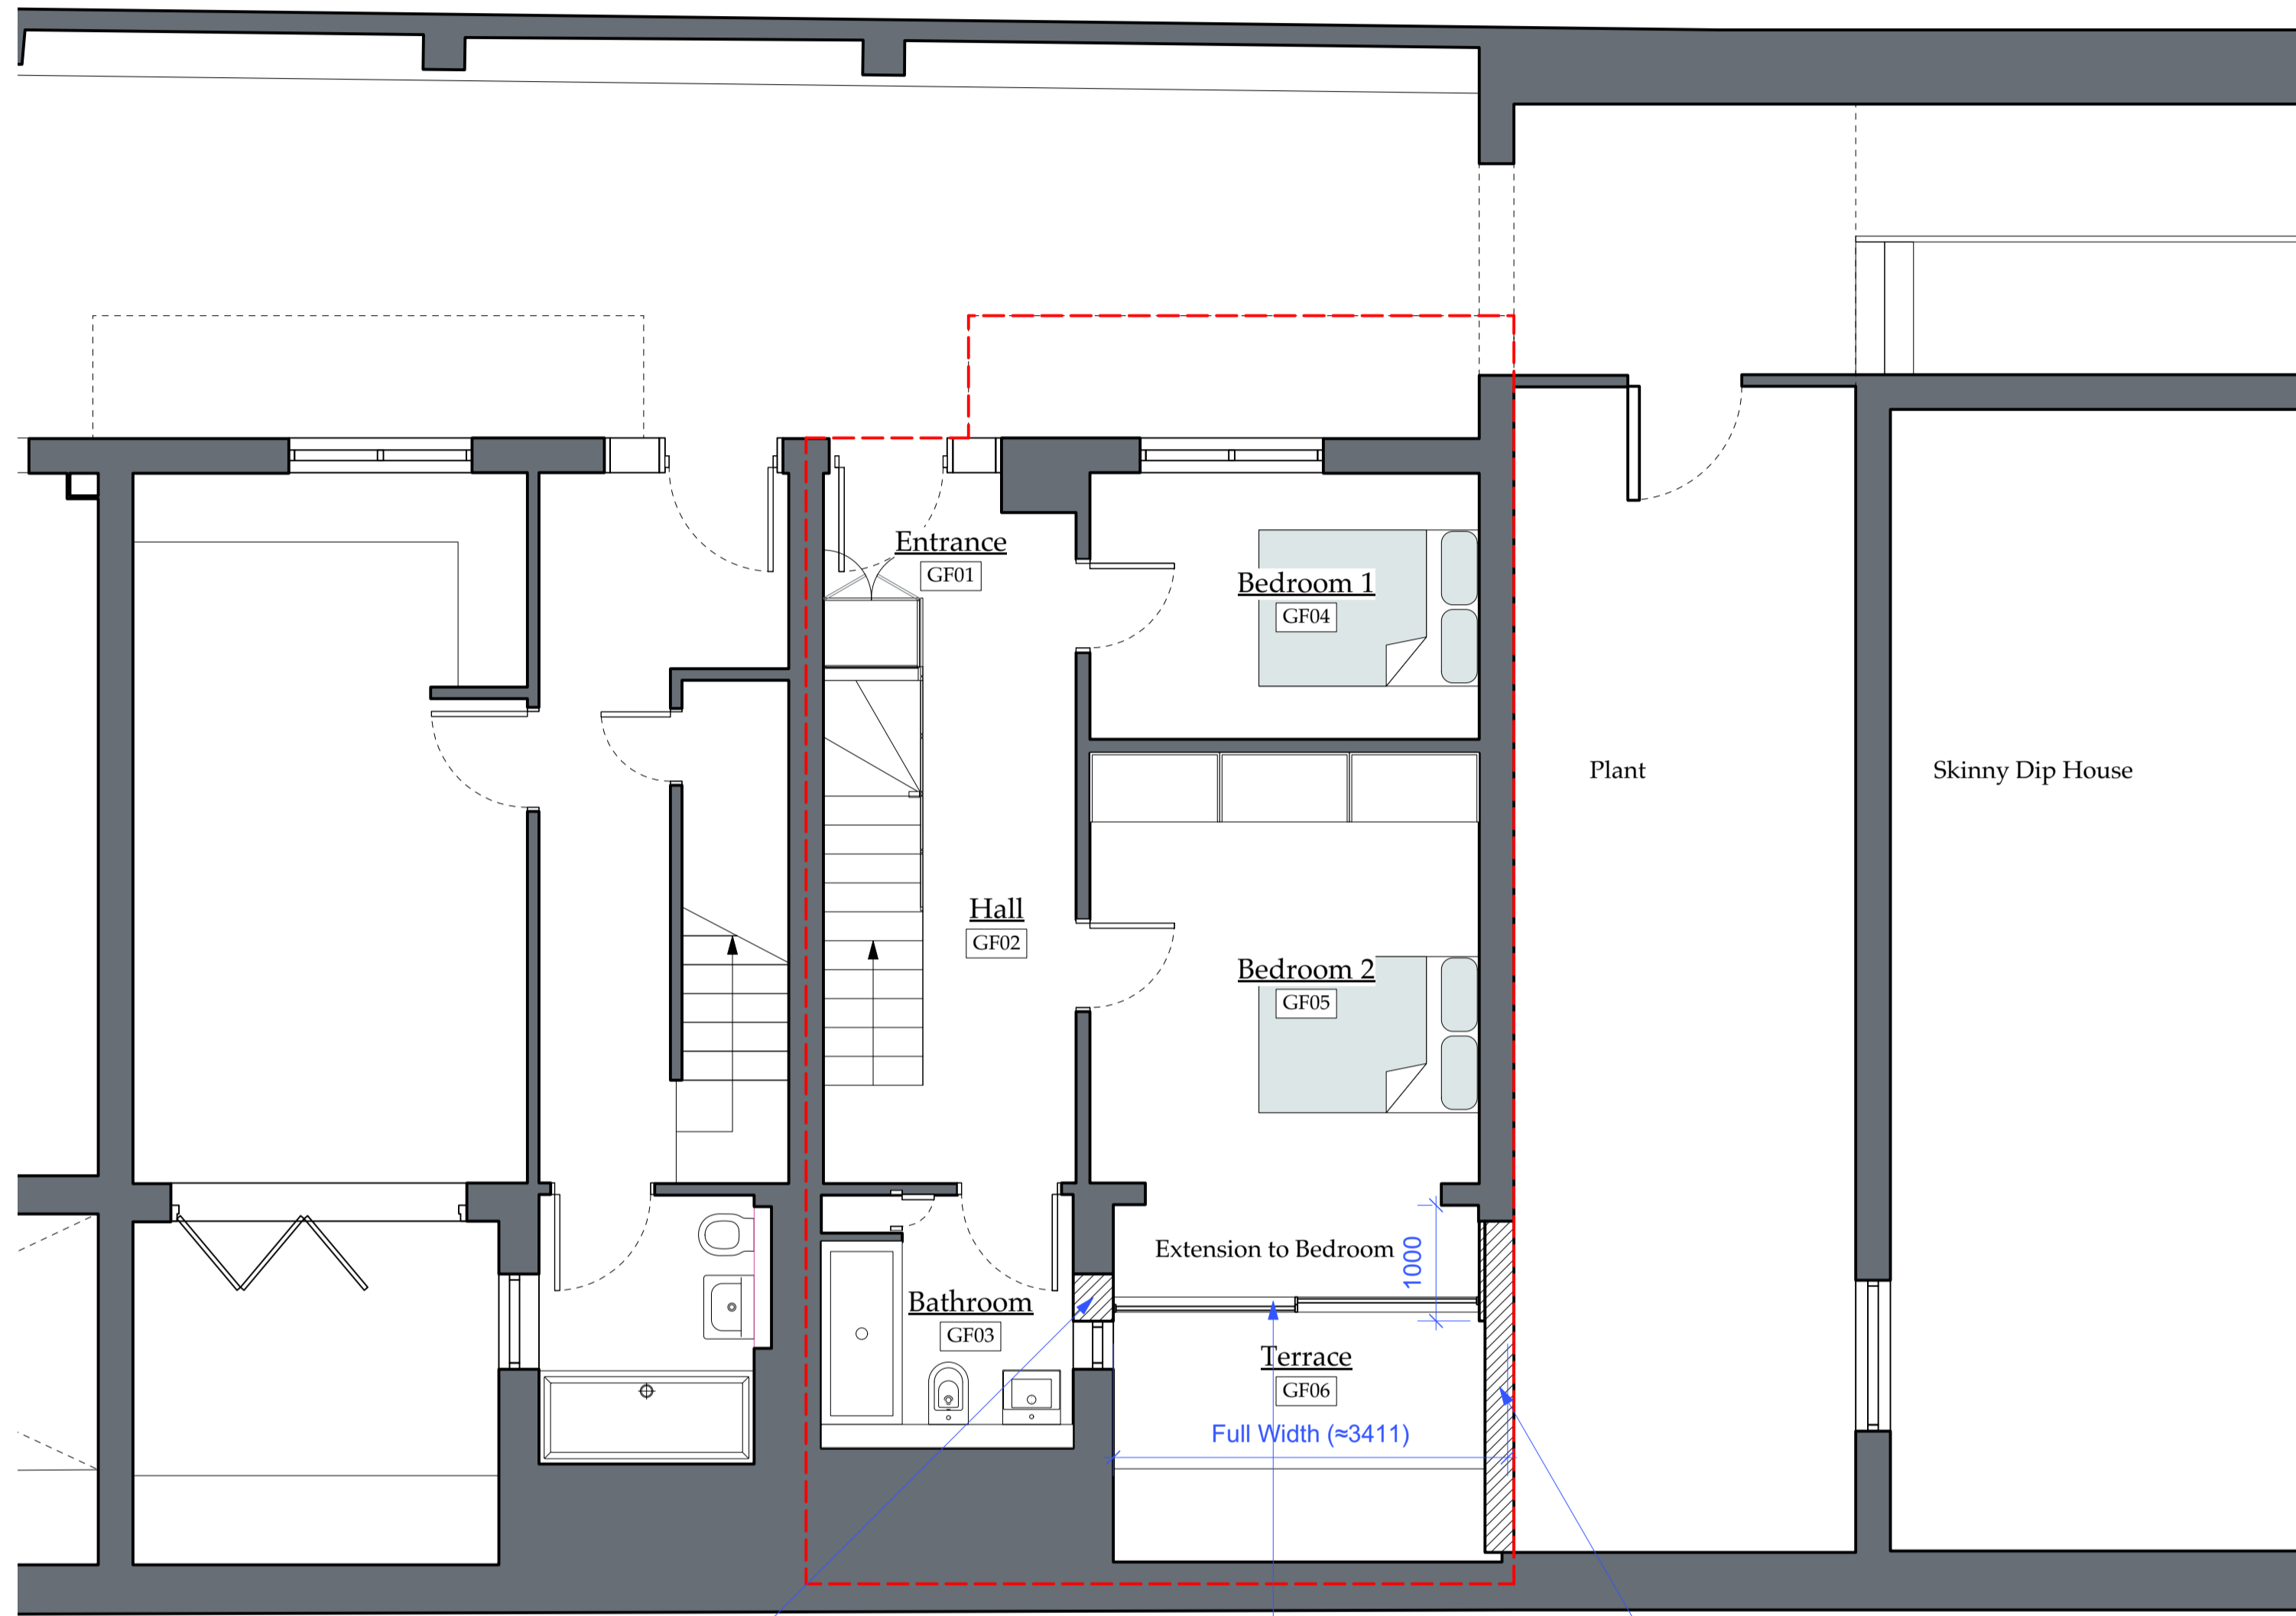 Entrance
GF01
Bedroom 1
GF04
Plant
Skinny Dip House
Hall
GF02
Bedroom 2
GF05
Extension to Bedroom
1000
Bathroom
GF03
Terrace
GF06
Full Width (≈3411)